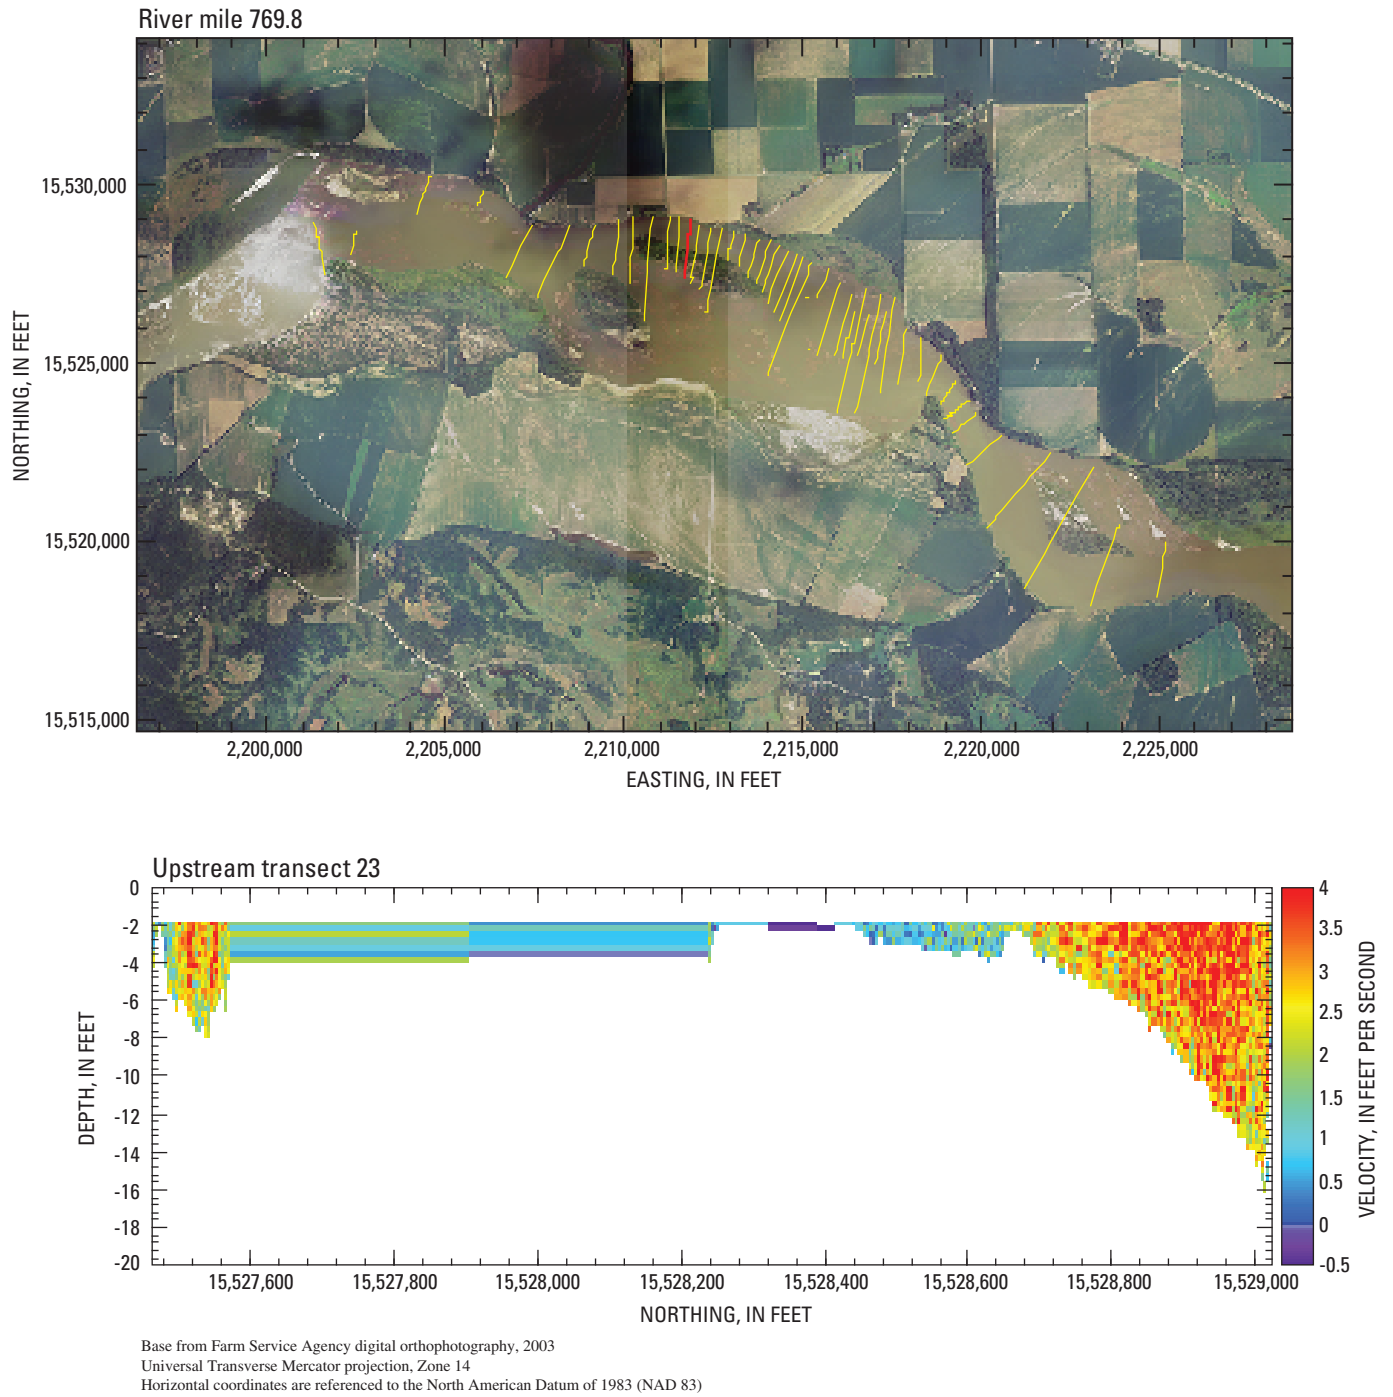 River mile 769.8
15,530,000
15,525,000
15,520,000
15,515,000
NORTHING, IN FEET
2,200,000 2,205,000 2,210,000 2,215,000 2,220,000 2,225,000
EASTING, IN FEET
Upstream transect 23
0
-2
-4
-6
-8
-10
-12
-14
-16
-18
-20
DEPTH, IN FEET
15,527,600 15,527,800 15,528,000 15,528,200 15,528,400 15,528,600 15,528,800 15,529,000
NORTHING, IN FEET
4
3.5
3
2.5
2
1.5
1
0.5
0
-0.5
VELOCITY, IN FEET PER SECOND
Base from Farm Service Agency digital orthophotography, 2003
Universal Transverse Mercator projection, Zone 14
Horizontal coordinates are referenced to the North American Datum of 1983 (NAD 83)